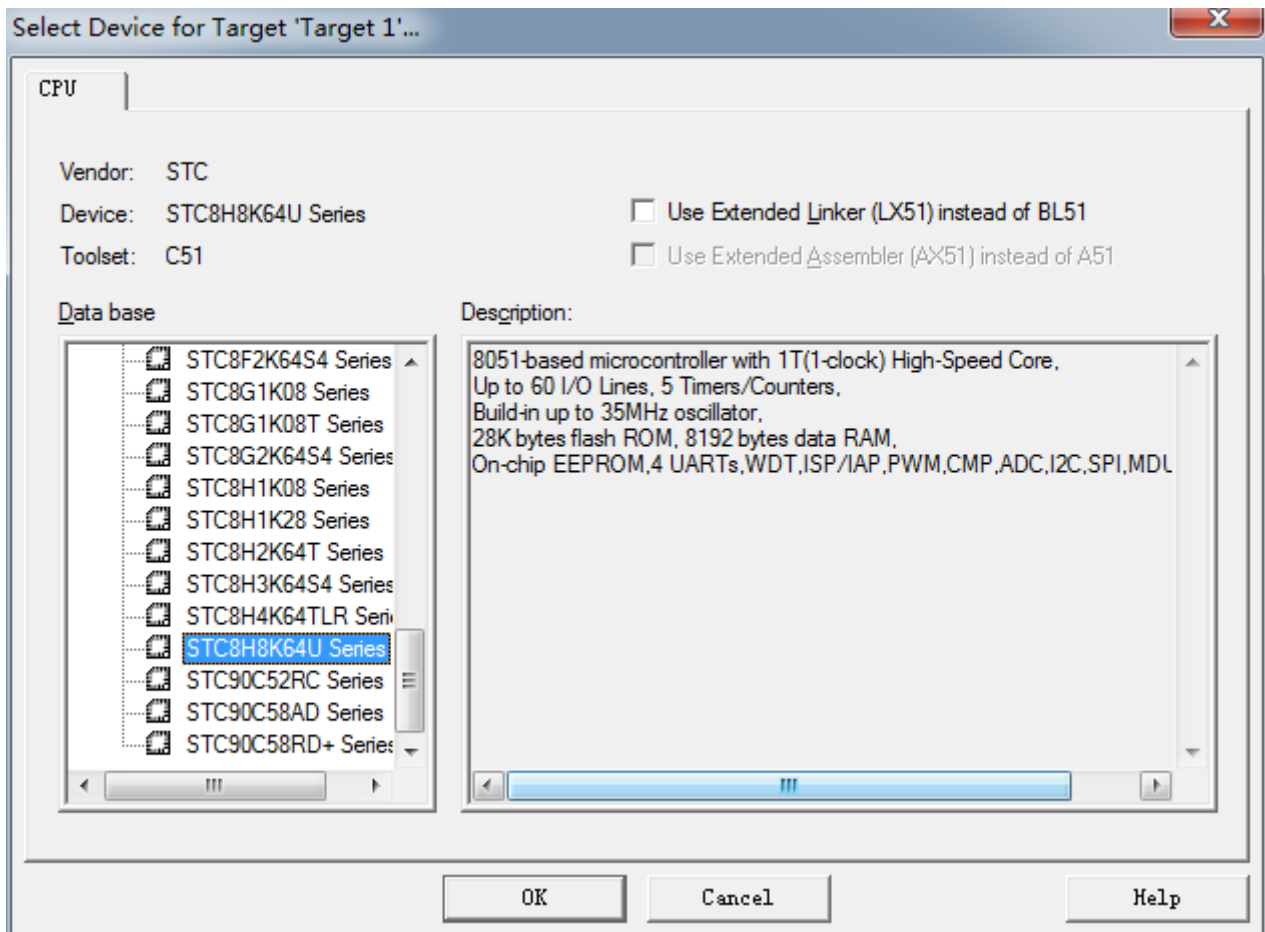 Select Device for Target 'Target 1'...
CPU
Vendor: STC
Device: STC8H8K64U Series
Toolset: C51
Use Extended Linker (LX51) instead of BL51
Use Extended Assembler (AX51) instead of A51
Data base
STC8F2K64S4 Series
STC8G1K08 Series
STC8G1K08T Series
STC8G2K64S4 Series
STC8H1K08 Series
STC8H1K28 Series
STC8H2K64T Series
STC8H3K64S4 Series
STC8H4K64TLR Seri
STC8H8K64U Series
STC90C52RC Series
STC90C58AD Series
STC90C58RD+ Series
Description:
8051-based microcontroller with 1T(1-clock) High-Speed Core,
Up to 60 I/O Lines, 5 Timers/Counters,
Build-in up to 35MHz oscillator,
28K bytes flash ROM, 8192 bytes data RAM,
On-chip EEPROM,4 UARTs,WDT,ISP/IAP,PWM,CMP,ADC,I2C,SPI,MDU
OK
Cancel
Help